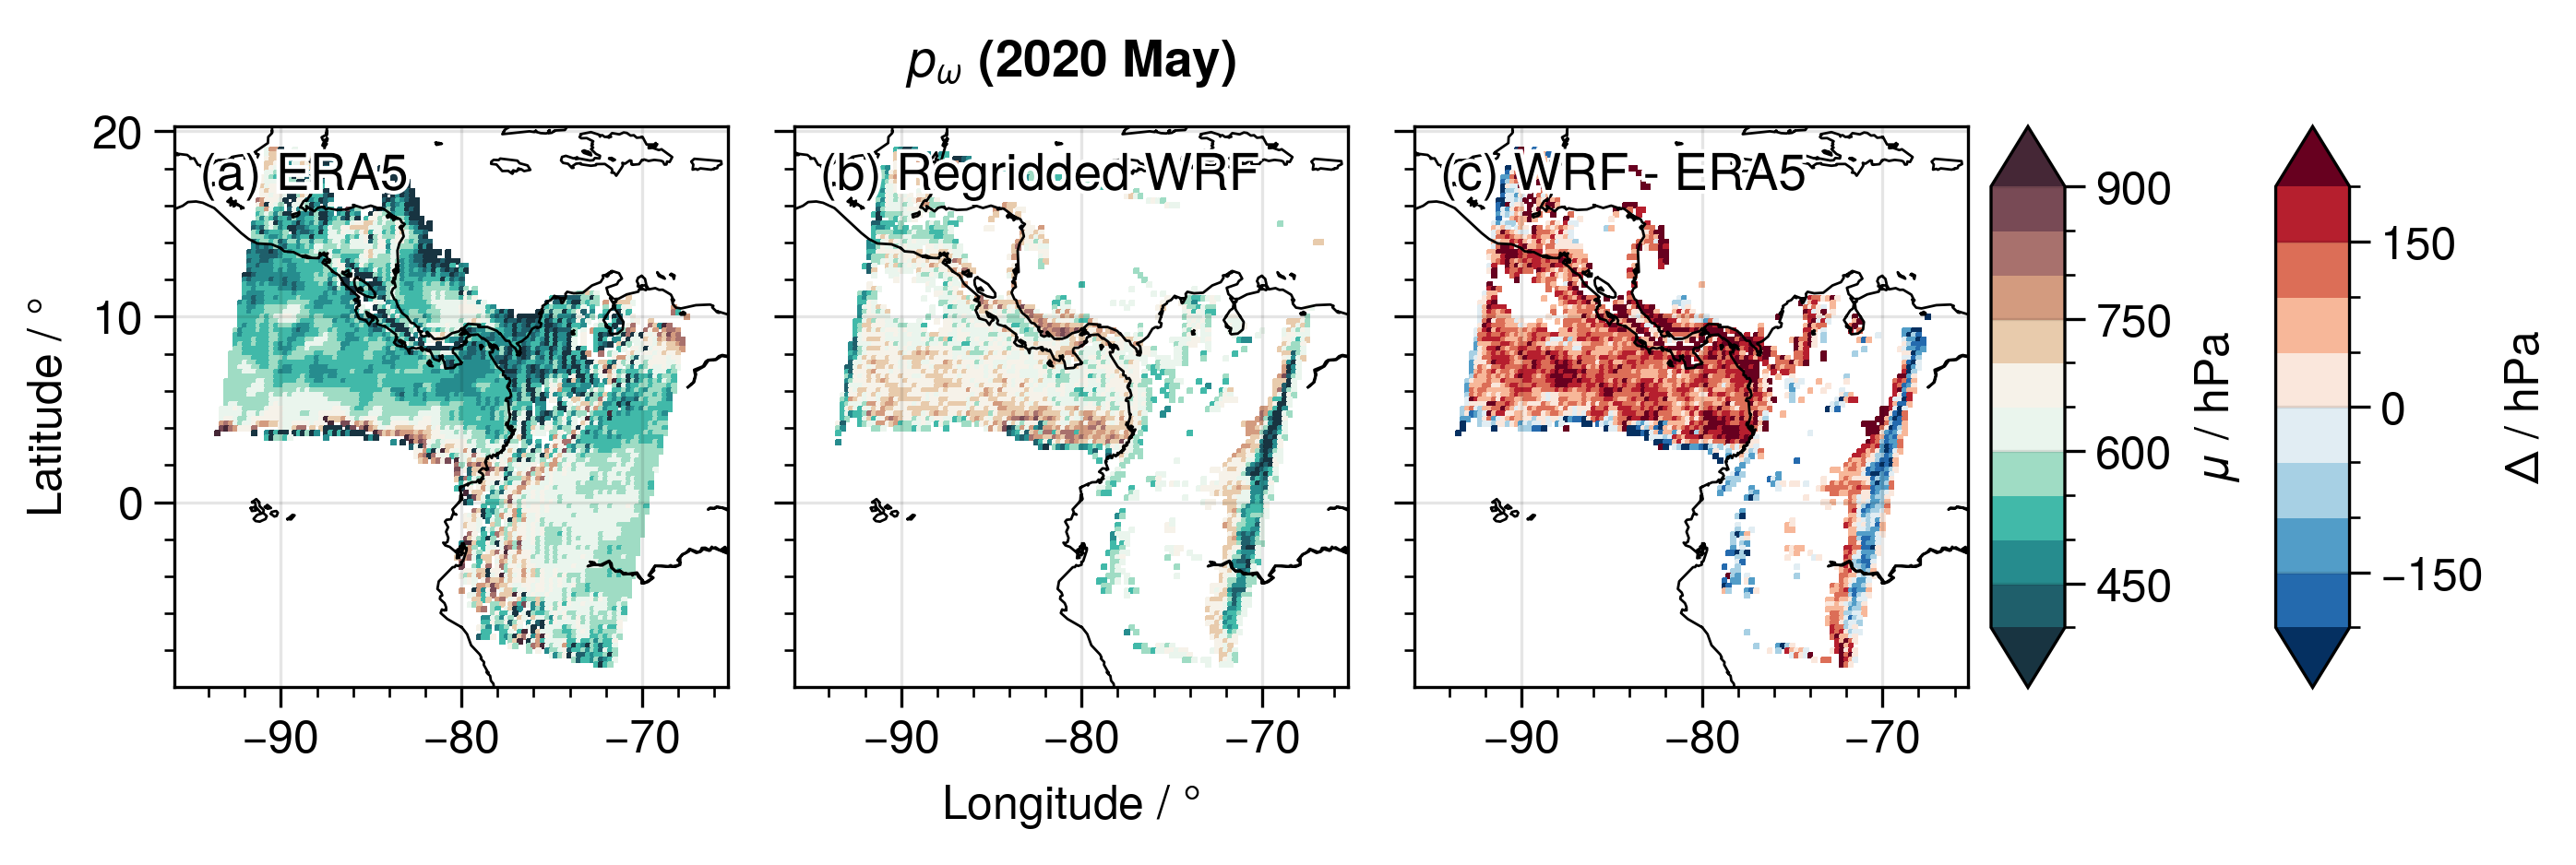 pω (2020 May)
(a) ERA5
(b) Regridded WRF
(c) WRF - ERA5
20
10
0
Latitude / °
−90
−80
−70
−90
−80
−70
−90
−80
−70
Longitude / °
900
750
600
450
μ / hPa
150
0
−150
Δ / hPa